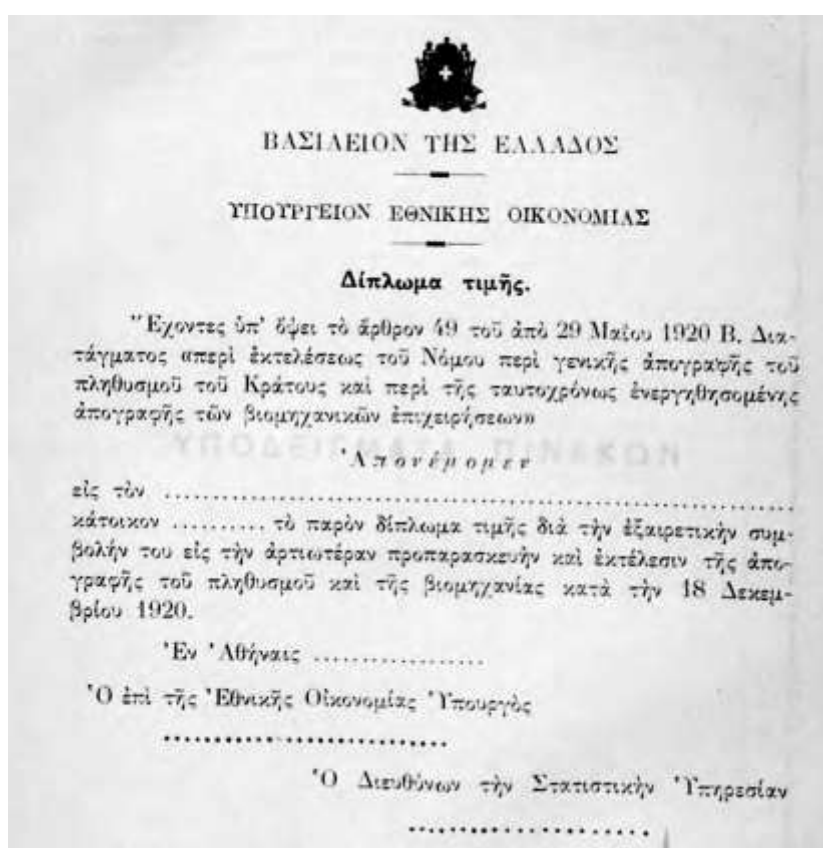 ΒΑΣΙΛΕΙΟΝ ΤΗΣ ΕΛΛΑΔΟΣ
ΥΠΟΥΡΓΕΙΟΝ ΕΘΝΙΚΗΣ ΟΙΚΟΝΟΜΙΑΣ
Δίπλωμα τιμῆς.
Ἔχοντες ὑπ' ὄψει τὸ ἄρθρον 49 τοῦ ἀπὸ 29 Μαΐου 1920 Β. Δια-
τάγματος «περὶ ἐκτελέσεως τοῦ Νόμου περὶ γενικῆς ἀπογραφῆς τοῦ
πληθυσμοῦ τοῦ Κράτους καὶ περὶ τῆς ταυτοχρόνως ἐνεργηθησομένης
ἀπογραφῆς τῶν βιομηχανικῶν ἐπιχειρήσεων»
ΥΠΟΔΕΙΓΜΑΤΑ ΠΙΝΑΚΩΝ
Ἀπονέμομεν
εἰς τὸν ..............................................................
κάτοικον .......... τὸ παρὸν δίπλωμα τιμῆς διὰ τὴν ἐξαιρετικὴν συμ-
βολήν του εἰς τὴν ἀρτιωτέραν προπαρασκευὴν καὶ ἐκτέλεσιν τῆς ἀπο-
γραφῆς τοῦ πληθυσμοῦ καὶ τῆς βιομηχανίας κατὰ τὴν 18 Δεκεμ-
βρίου 1920.
Ἐν Ἀθήναις ..................
Ὁ ἐπὶ τῆς Ἐθνικῆς Οἰκονομίας Ὑπουργὸς
.............................
Ὁ Διευθύνων τὴν Στατιστικὴν Ὑπηρεσίαν
........................